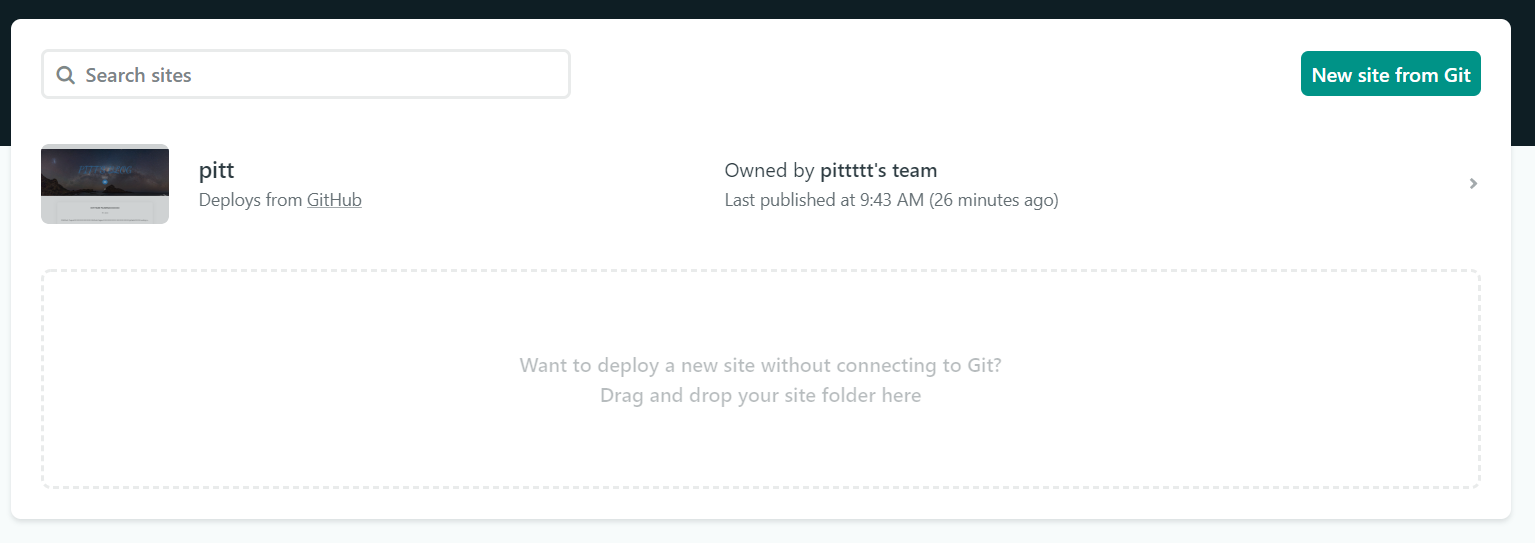 Search sites
New site from Git
pitt
Deploys from GitHub
Owned by pittttt's team
Last published at 9:43 AM (26 minutes ago)
Want to deploy a new site without connecting to Git?
Drag and drop your site folder here